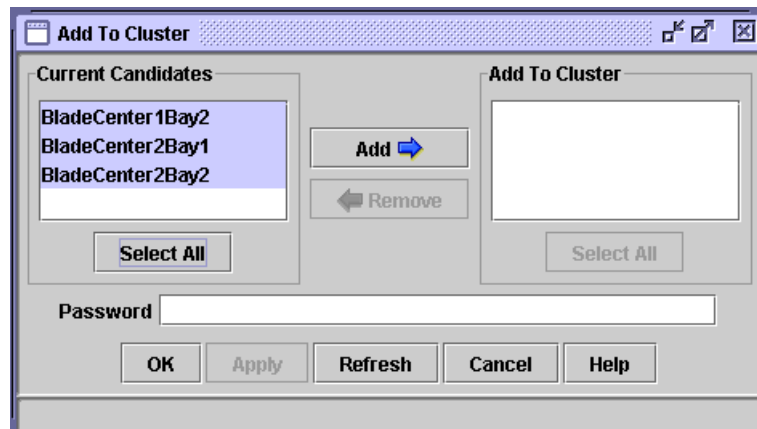 Add To Cluster
Current Candidates
BladeCenter1Bay2
BladeCenter2Bay1
BladeCenter2Bay2
Select All
Add
Remove
Add To Cluster
Select All
Password
OK Apply Refresh Cancel Help